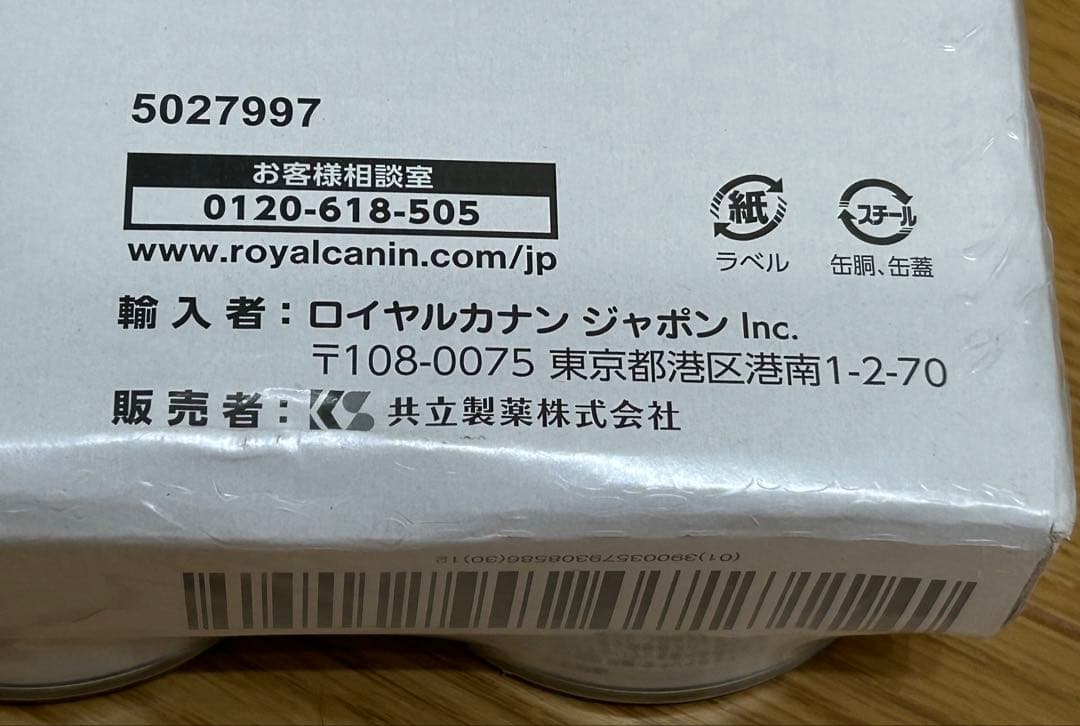 5027997
お客様相談室
0120-618-505
www.royalcanin.com/jp
紙
ラベル
スチール
缶胴、缶蓋
輸入者：ロイヤルカナン ジャポン Inc.
〒108-0075 東京都港区港南1-2-70
販売者：KS 共立製薬株式会社
(01)3900357930858​6(30)12